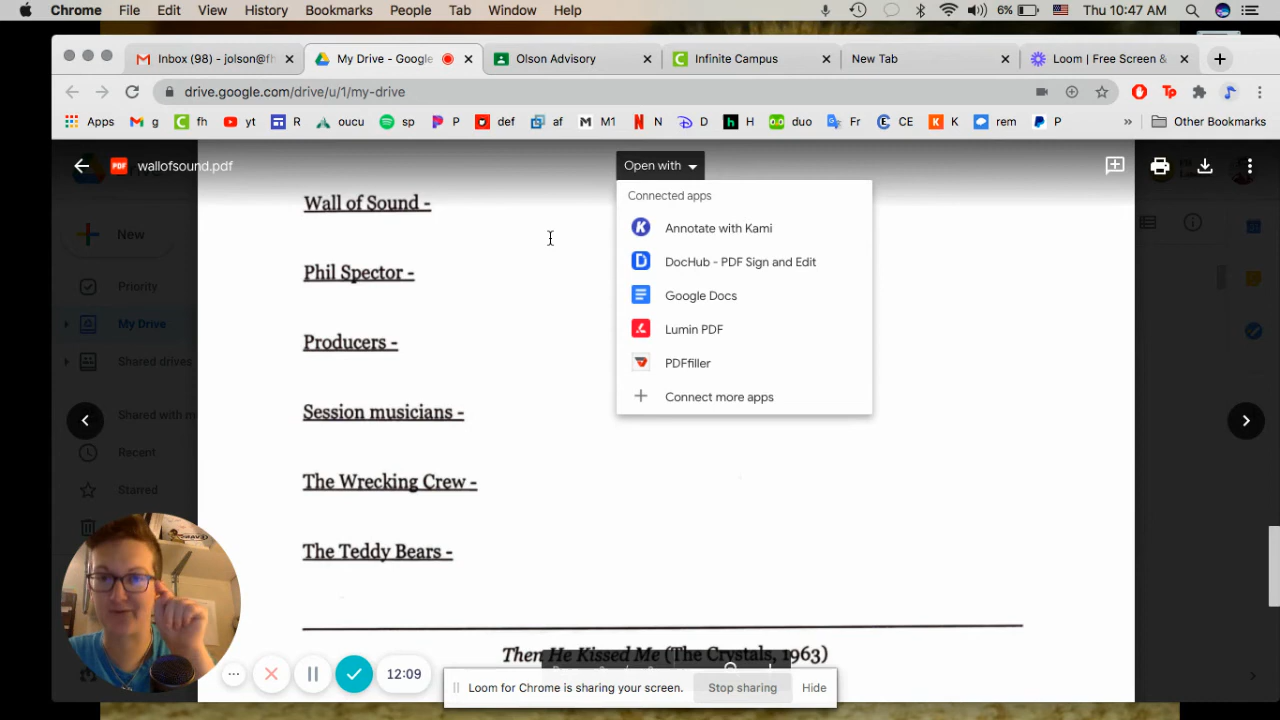 Chrome File Edit View History Bookmarks People Tab Window Help 6% Thu 10:47 AM
Inbox (98) - jolson@fh My Drive - Google Olson Advisory Infinite Campus New Tab Loom | Free Screen &
drive.google.com/drive/u/1/my-drive
Apps g fh yt R oucu sp P def af M1 N D H duo Fr CE K rem P » Other Bookmarks
PDF wallofsound.pdf Open with
Connected apps
Annotate with Kami
DocHub - PDF Sign and Edit
Google Docs
Lumin PDF
PDFfiller
Connect more apps
New
Priority
My Drive
Shared drives
Shared with m
Recent
Starred
Wall of Sound -
Phil Spector -
Producers -
Session musicians -
The Wrecking Crew -
The Teddy Bears -
Then He Kissed Me (The Crystals, 1963)
12:09
Loom for Chrome is sharing your screen. Stop sharing Hide